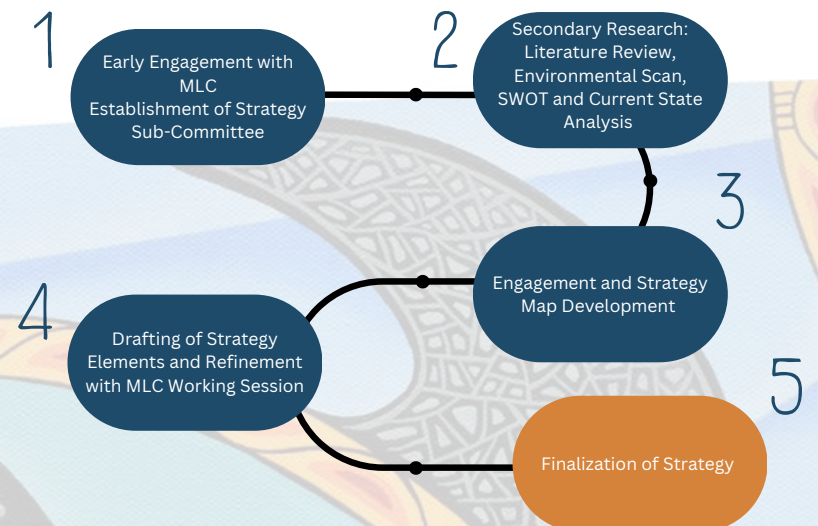 1
Early Engagement with
MLC
Establishment of Strategy
Sub-Committee
2
Secondary Research:
Literature Review,
Environmental Scan,
SWOT and Current State
Analysis
3
Engagement and Strategy
Map Development
4
Drafting of Strategy
Elements and Refinement
with MLC Working Session
5
Finalization of Strategy